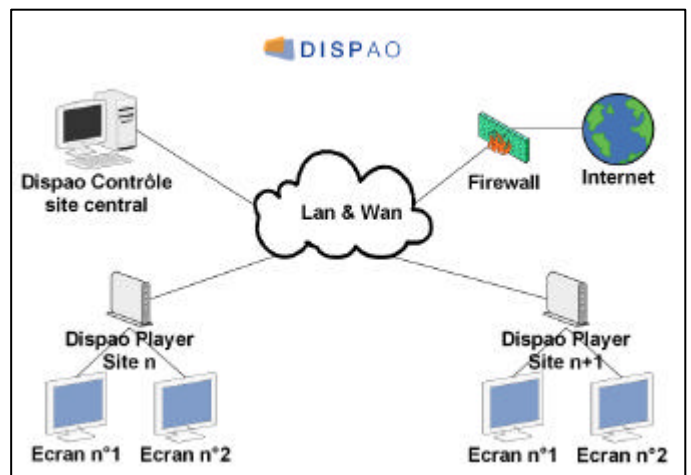 DISPAO
Dispao Contrôle
site central
Firewall
Internet
Lan & Wan
Dispao Player
Site n
Dispao Player
Site n+1
Ecran n°1
Ecran n°2
Ecran n°1
Ecran n°2